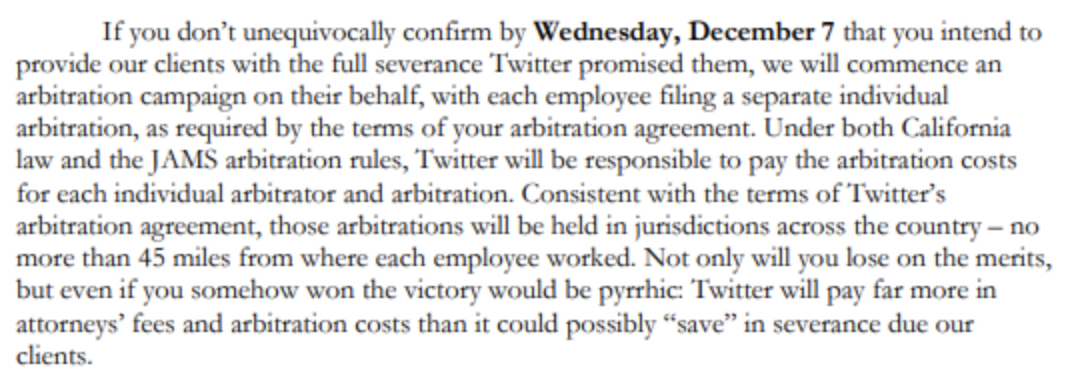 If you don't unequivocally confirm by Wednesday, December 7 that you intend to
provide our clients with the full severance Twitter promised them, we will commence an
arbitration campaign on their behalf, with each employee filing a separate individual
arbitration, as required by the terms of your arbitration agreement. Under both California
law and the JAMS arbitration rules, Twitter will be responsible to pay the arbitration costs
for each individual arbitrator and arbitration. Consistent with the terms of Twitter's
arbitration agreement, those arbitrations will be held in jurisdictions across the country – no
more than 45 miles from where each employee worked. Not only will you lose on the merits,
but even if you somehow won the victory would be pyrrhic: Twitter will pay far more in
attorneys' fees and arbitration costs than it could possibly “save” in severance due our
clients.